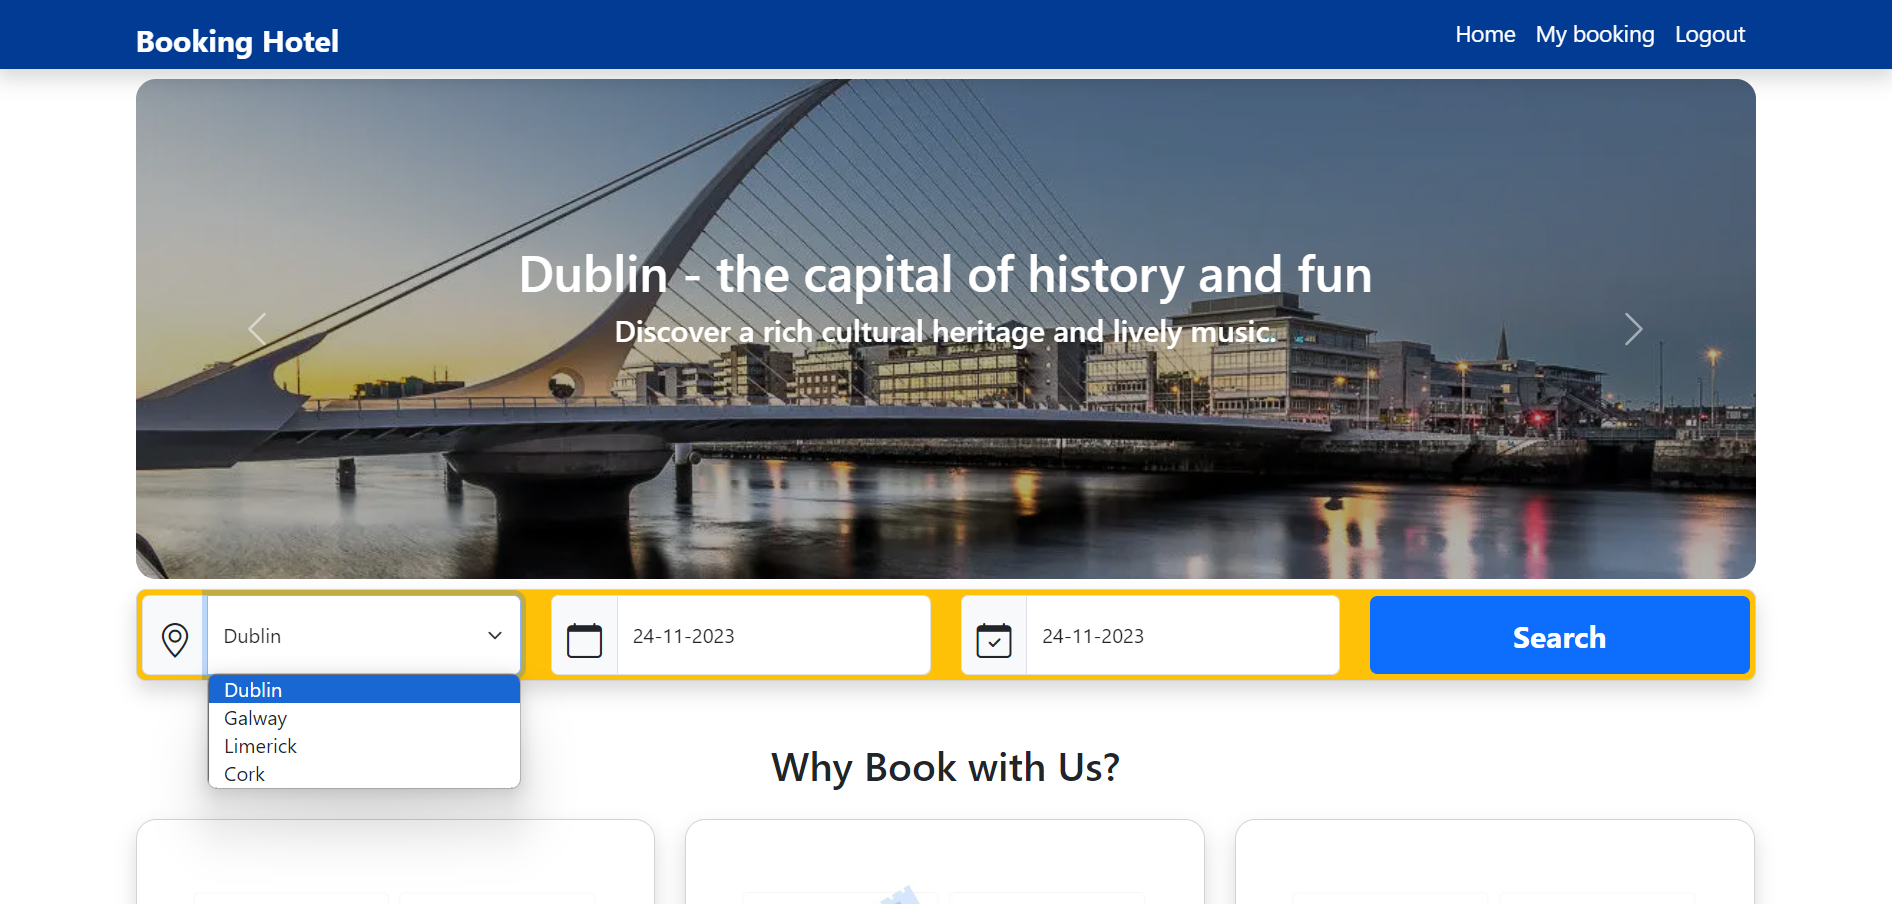 Booking Hotel
Home My booking Logout
Dublin - the capital of history and fun
Discover a rich cultural heritage and lively music.
Dublin
24-11-2023
24-11-2023
Search
Dublin
Galway
Limerick
Cork
Why Book with Us?